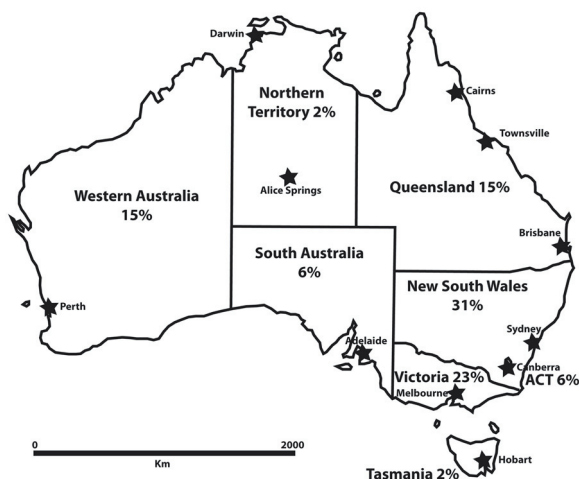 Darwin
Northern
Territory 2%
Cairns
Townsville
Alice Springs
Western Australia
15%
Queensland 15%
Brisbane
South Australia
6%
New South Wales
31%
Perth
Sydney
Adelaide
Canberra
Victoria 23%
ACT 6%
Melbourne
0
2000
Km
Hobart
Tasmania 2%